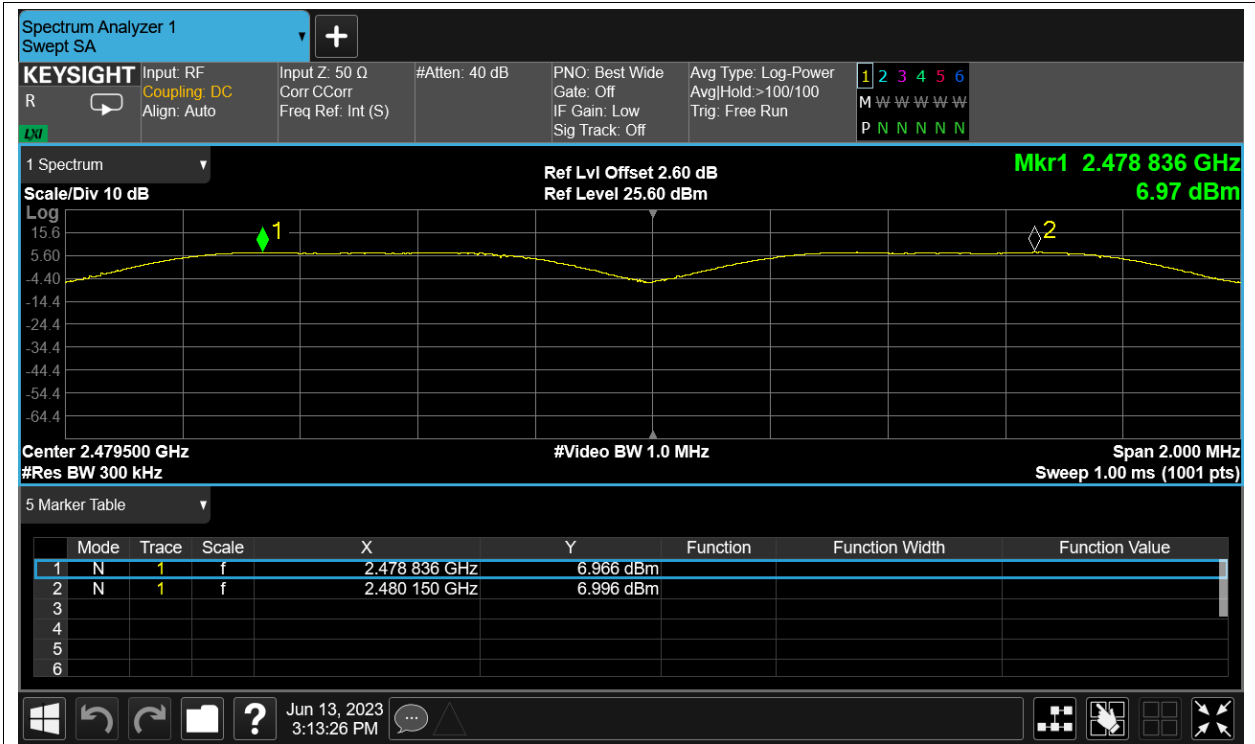 Spectrum Analyzer 1
Swept SA
KEYSIGHT
R
LXI
Input: RF
Coupling: DC
Align: Auto
Input Z: 50 Ω
Corr CCorr
Freq Ref: Int (S)
#Atten: 40 dB
PNO: Best Wide
Gate: Off
IF Gain: Low
Sig Track: Off
Avg Type: Log-Power
Avg|Hold:>100/100
Trig: Free Run
1 2 3 4 5 6
M W W W W W
P N N N N N
1 Spectrum
Scale/Div 10 dB
Ref Lvl Offset 2.60 dB
Ref Level 25.60 dBm
Mkr1 2.478 836 GHz
6.97 dBm
Log
15.6
5.60
-4.40
-14.4
-24.4
-34.4
-44.4
-54.4
-64.4
1
2
Center 2.479500 GHz
#Res BW 300 kHz
#Video BW 1.0 MHz
Span 2.000 MHz
Sweep 1.00 ms (1001 pts)
5 Marker Table
Mode Trace Scale X Y Function Function Width Function Value
1 N 1 f 2.478 836 GHz 6.966 dBm
2 N 1 f 2.480 150 GHz 6.996 dBm
3
4
5
6
?
Jun 13, 2023
3:13:26 PM